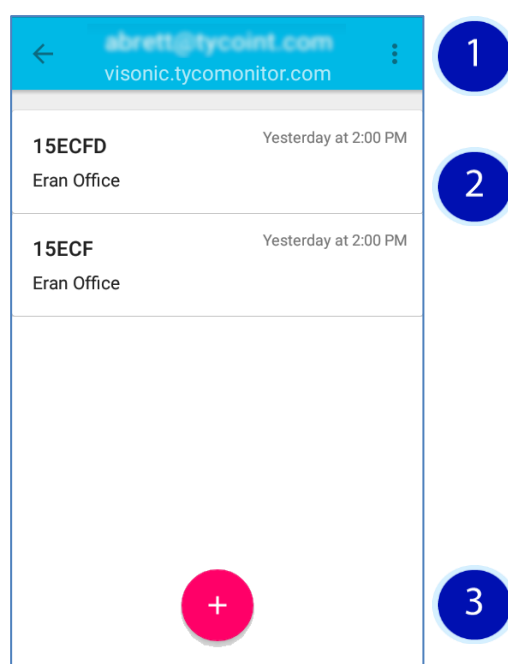 visonic.tycomonitor.com
1
15ECFD
Yesterday at 2:00 PM
Eran Office
2
15ECF
Yesterday at 2:00 PM
Eran Office
+
3